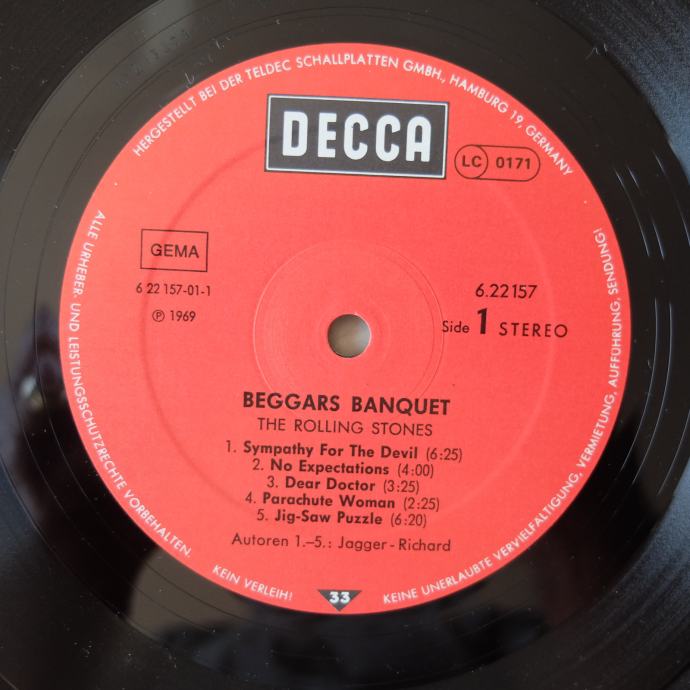 HERGESTELLT BEI DER TELDEC SCHALLPLATTEN GMBH., HAMBURG 19, GERMANY
DECCA
LC 0171
GEMA
6 22 157-01-1
℗ 1969
6.22157
Side 1 STEREO
BEGGARS BANQUET
THE ROLLING STONES
1. Sympathy For The Devil (6:25)
2. No Expectations (4:00)
3. Dear Doctor (3:25)
4. Parachute Woman (2:25)
5. Jig-Saw Puzzle (6:20)
Autoren 1.–5.: Jagger-Richard
ALLE URHEBER- UND LEISTUNGSSCHUTZRECHTE VORBEHALTEN.
KEIN VERLEIH!
33
KEINE UNERLAUBTE VERVIELFÄLTIGUNG, VERMIETUNG, AUFFÜHRUNG, SENDUNG!